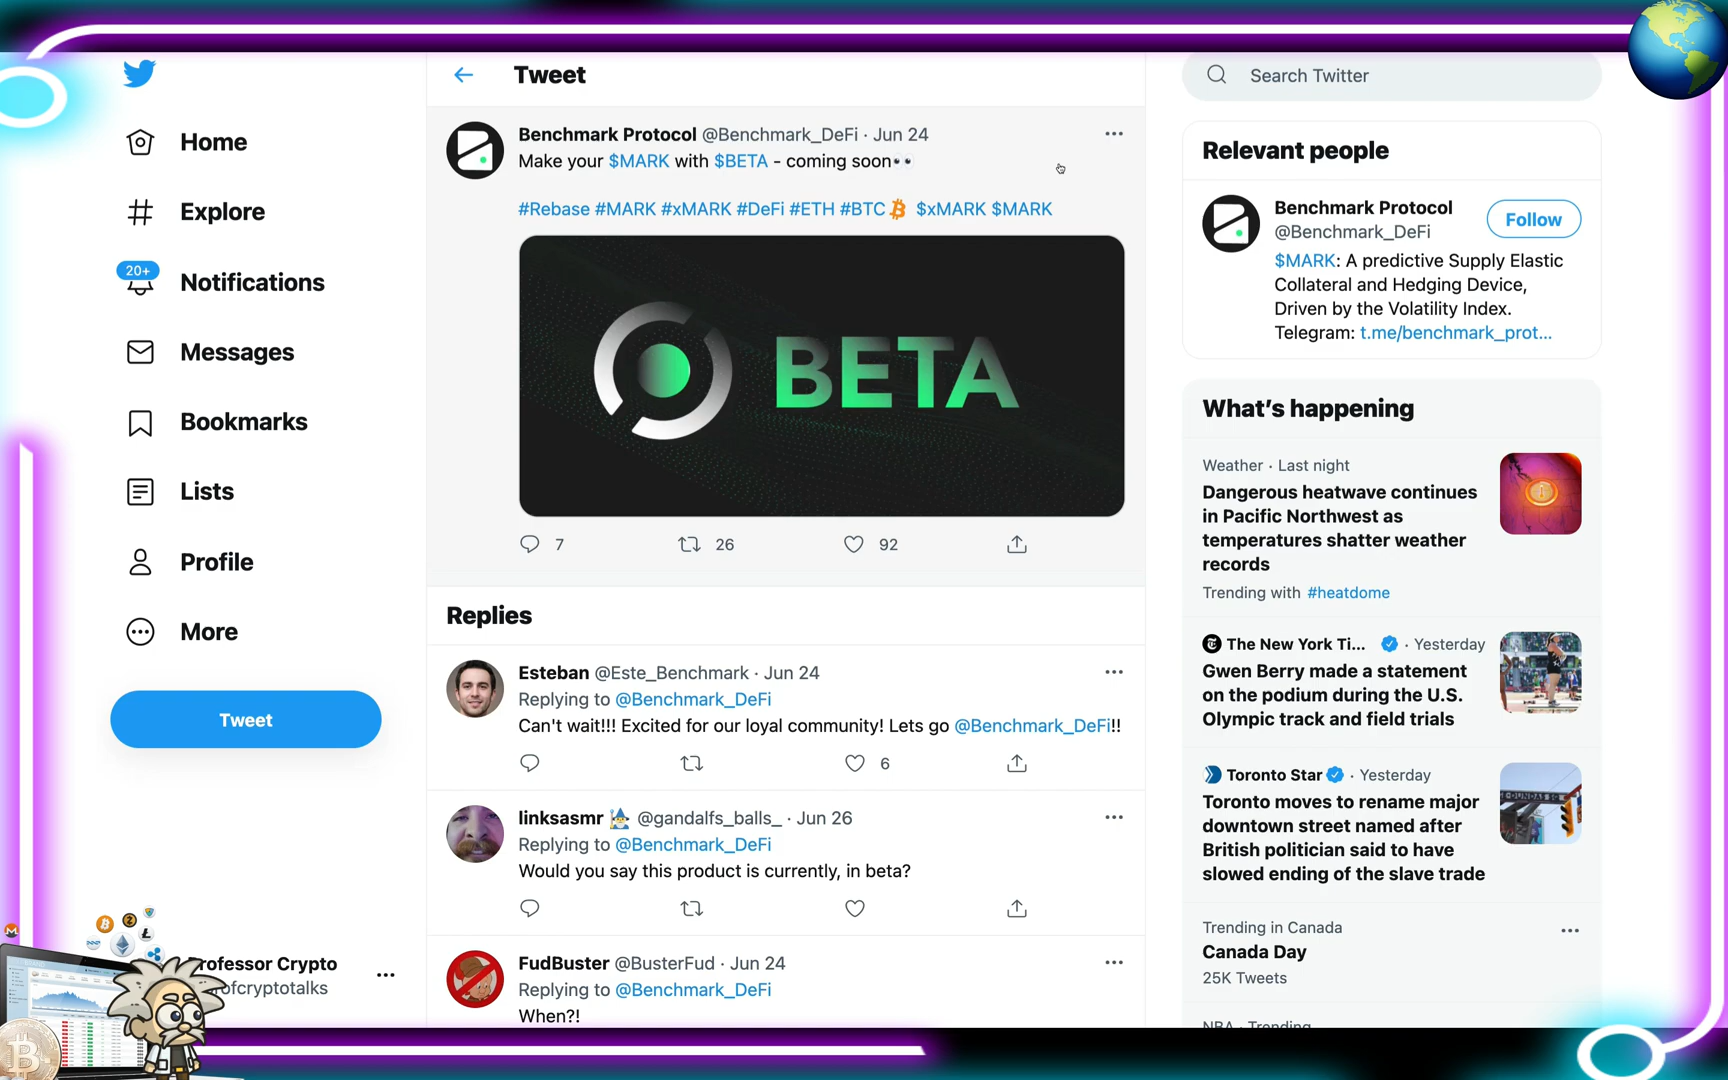 Home
Explore
20+
Notifications
Messages
Bookmarks
Lists
Profile
More
Tweet
Professor Crypto
rofcryptotalks
Tweet
Benchmark Protocol @Benchmark_DeFi · Jun 24
Make your $MARK with $BETA - coming soon👀
#Rebase #MARK #xMARK #DeFi #ETH #BTC $xMARK $MARK
BETA
7 26 92
Replies
Esteban @Este_Benchmark · Jun 24
Replying to @Benchmark_DeFi
Can't wait!!! Excited for our loyal community! Lets go @Benchmark_DeFi!!
6
linksasmr @gandalfs_balls_ · Jun 26
Replying to @Benchmark_DeFi
Would you say this product is currently, in beta?
FudBuster @BusterFud · Jun 24
Replying to @Benchmark_DeFi
When?!
Search Twitter
Relevant people
Benchmark Protocol
@Benchmark_DeFi
Follow
$MARK: A predictive Supply Elastic
Collateral and Hedging Device,
Driven by the Volatility Index.
Telegram: t.me/benchmark_prot...
What's happening
Weather · Last night
Dangerous heatwave continues
in Pacific Northwest as
temperatures shatter weather
records
Trending with #heatdome
The New York Ti... · Yesterday
Gwen Berry made a statement
on the podium during the U.S.
Olympic track and field trials
Toronto Star · Yesterday
Toronto moves to rename major
downtown street named after
British politician said to have
slowed ending of the slave trade
Trending in Canada
Canada Day
25K Tweets
NBA · Trending